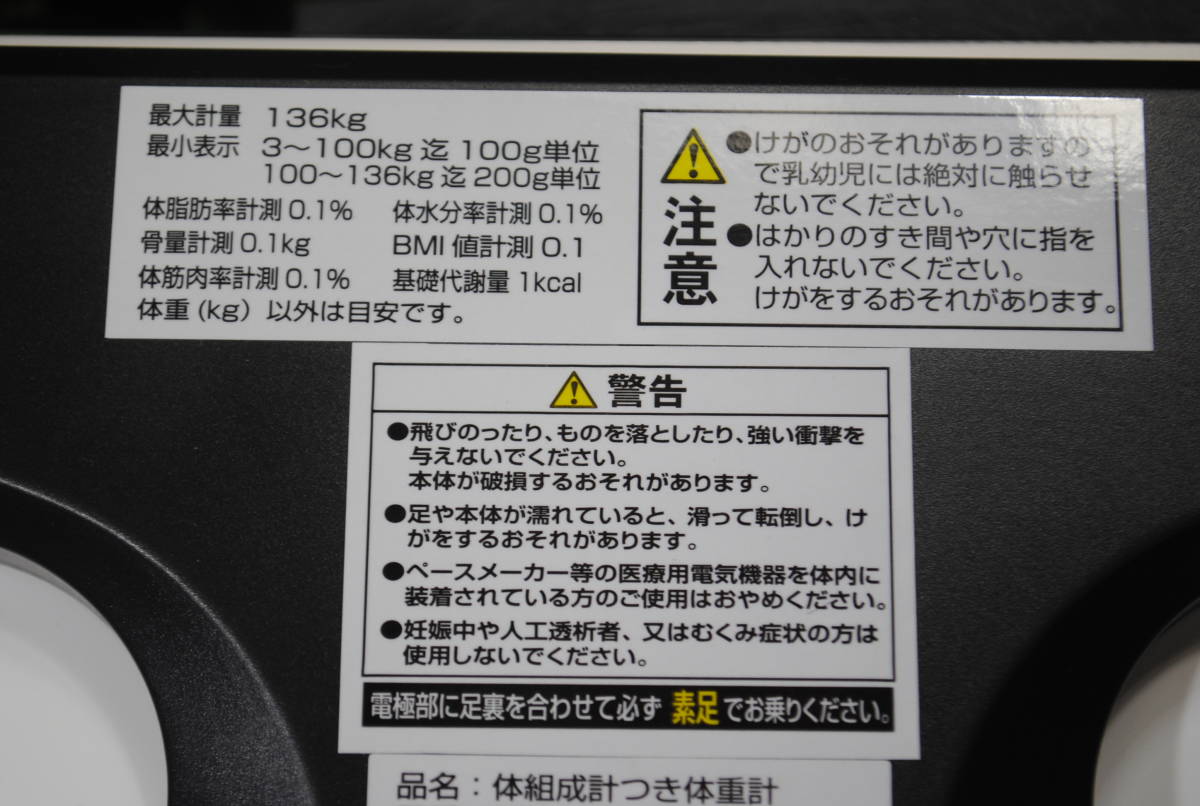 最大計量 136kg
最小表示 3～100kg 迄 100g単位
100～136kg 迄 200g単位
体脂肪率計測 0.1% 体水分率計測 0.1%
骨量計測 0.1kg BMI 値計測 0.1
体筋肉率計測 0.1% 基礎代謝量 1kcal
体重 (kg) 以外は目安です。
注意
●けがのおそれがありますの
で乳幼児には絶対に触らせ
ないでください。
●はかりのすき間や穴に指を
入れないでください。
けがをするおそれがあります。
警告
●飛びのったり、ものを落としたり、強い衝撃を
与えないでください。
本体が破損するおそれがあります。
●足や本体が濡れていると、滑って転倒し、け
がをするおそれがあります。
●ペースメーカー等の医療用電気機器を体内に
装着されている方のご使用はおやめください。
●妊娠中や人工透析者、又はむくみ症状の方は
使用しないでください。
電極部に足裏を合わせて必ず 素足 でお乗りください。
品名：体組成計つき体重計